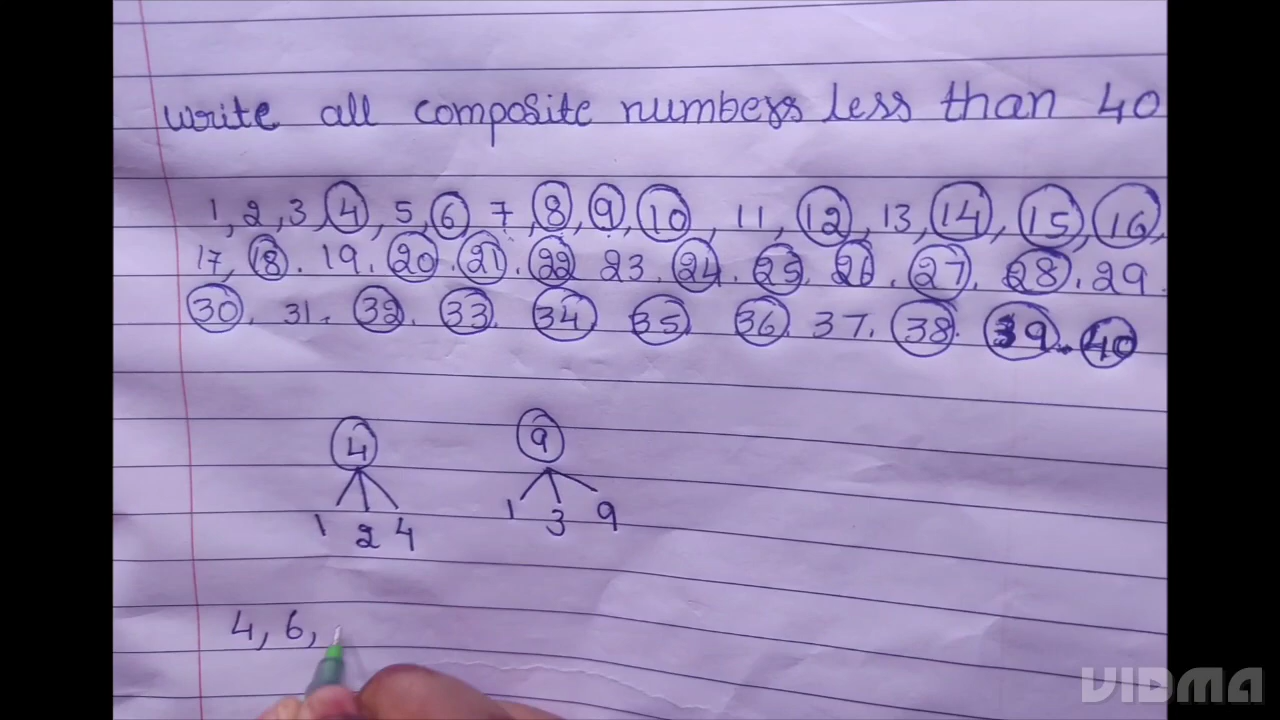 Write all composite numbers less than 40
1, 2, 3, 4, 5, 6 7, 8, 9, 10, 11, 12, 13, 14, 15, 16,
17, 18. 19. 20. 21. 22 23. 24. 25. 26. 27. 28. 29.
30. 31. 32. 33. 34 35 36. 37. 38. 39. 40
4 9
1 2 4 1 3 9
4, 6,
VIDMA